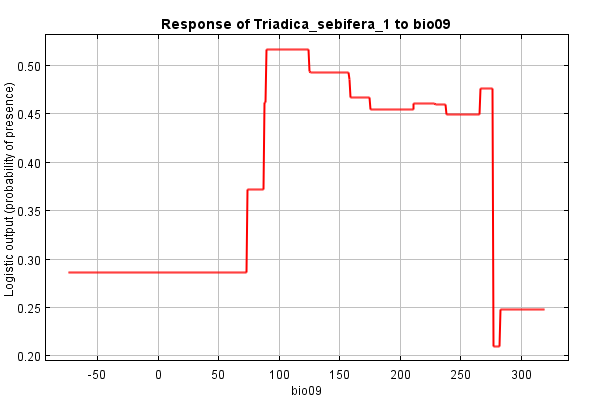 Response of Triadica_sebifera_1 to bio09
Logistic output (probability of presence)
0.50
0.45
0.40
0.35
0.30
0.25
0.20
-50 0 50 100 150 200 250 300
bio09